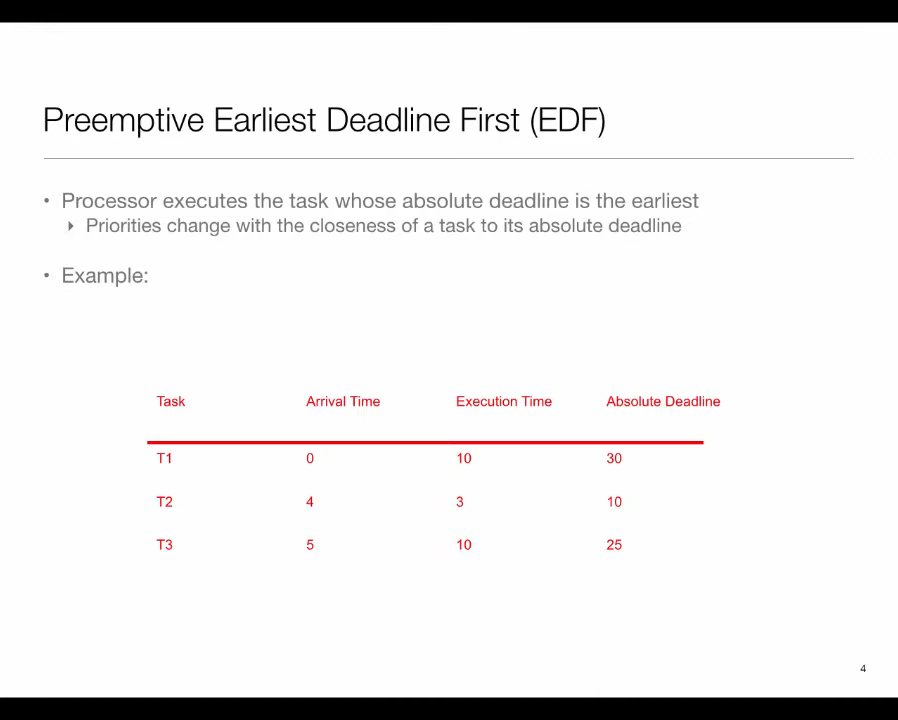 Preemptive Earliest Deadline First (EDF)
• Processor executes the task whose absolute deadline is the earliest
‣ Priorities change with the closeness of a task to its absolute deadline
• Example:
Task Arrival Time Execution Time Absolute Deadline
T1 0 10 30
T2 4 3 10
T3 5 10 25
4